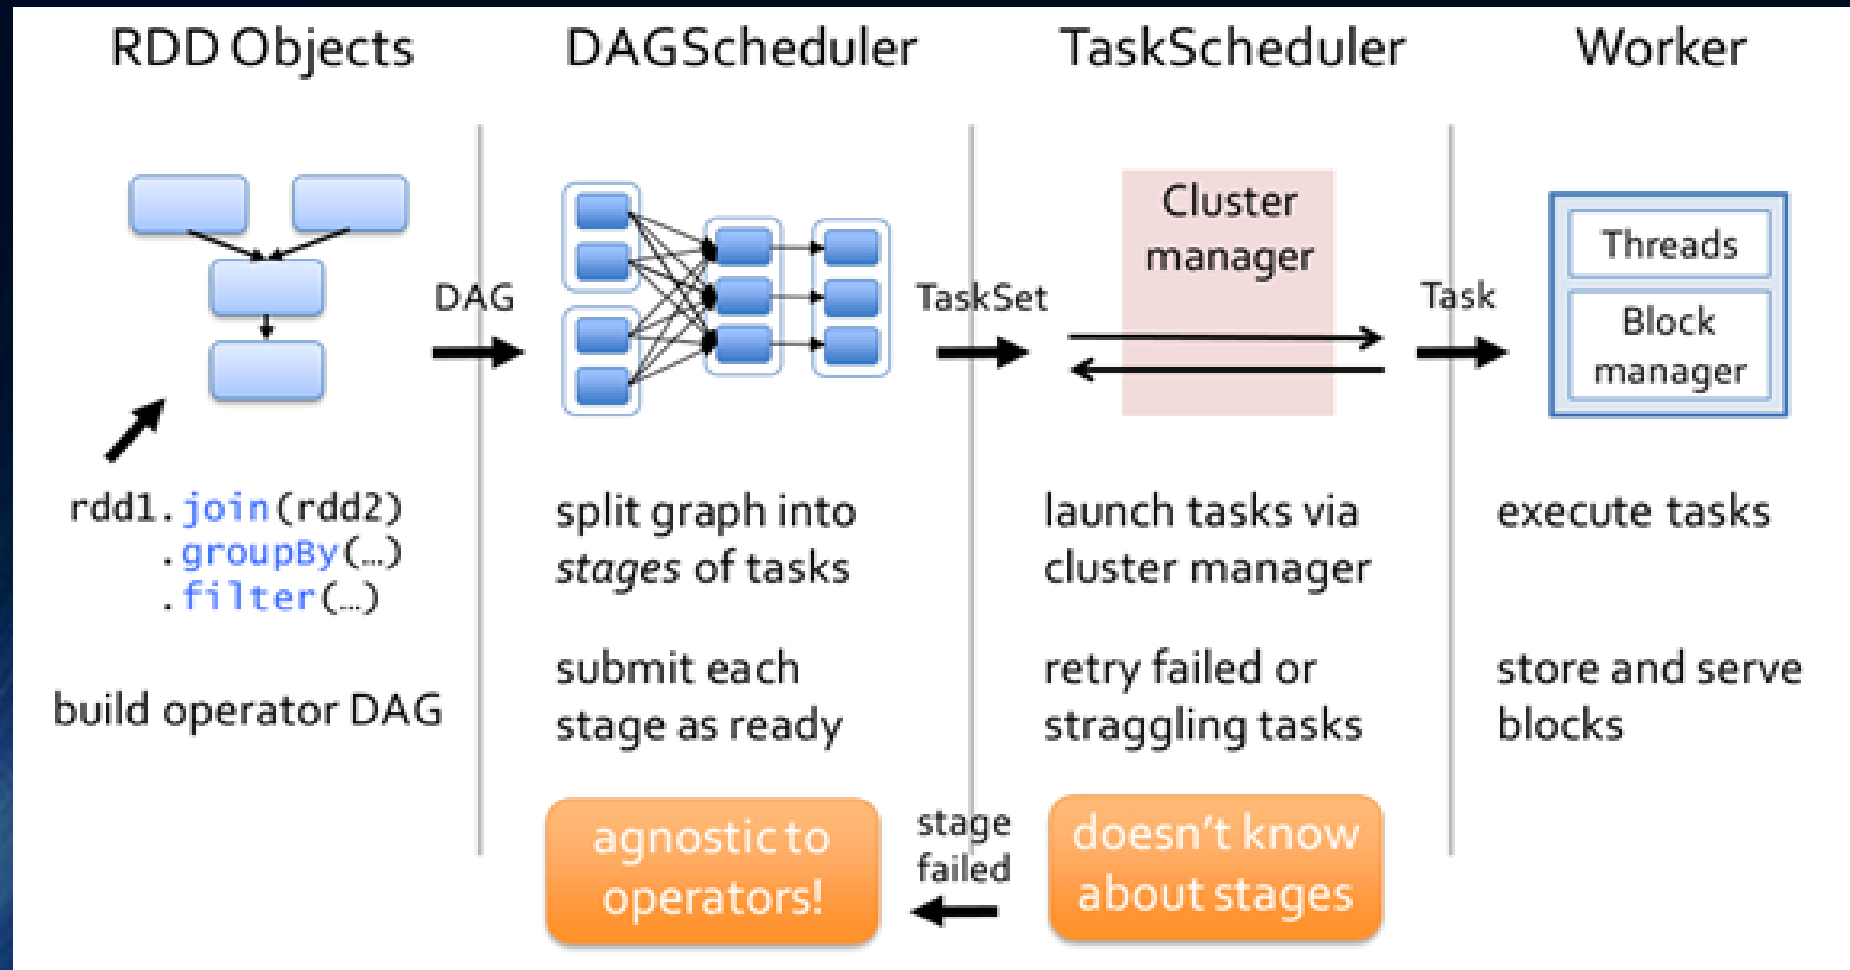 RDD Objects
DAGScheduler
TaskScheduler
Worker
DAG
TaskSet
Cluster
manager
Task
Threads
Block
manager
rdd1.join(rdd2)
.groupBy(…)
.filter(…)
build operator DAG
split graph into
stages of tasks
submit each
stage as ready
agnostic to
operators!
launch tasks via
cluster manager
retry failed or
straggling tasks
stage
failed
doesn't know
about stages
execute tasks
store and serve
blocks